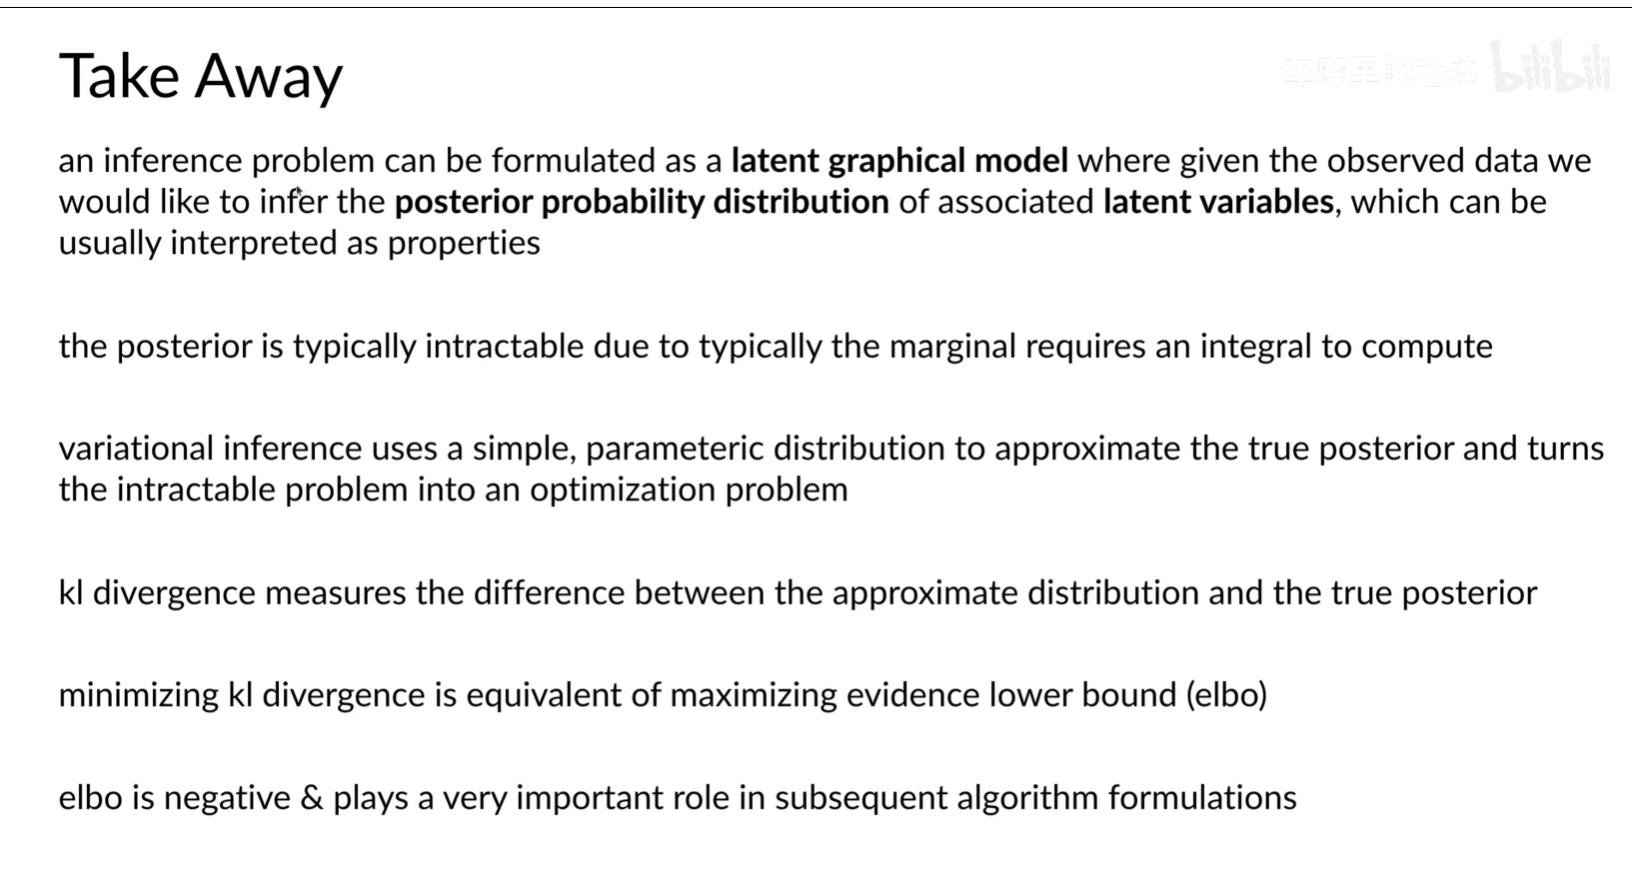 Take Away
bilibili
an inference problem can be formulated as a latent graphical model where given the observed data we
would like to infer the posterior probability distribution of associated latent variables, which can be
usually interpreted as properties
the posterior is typically intractable due to typically the marginal requires an integral to compute
variational inference uses a simple, parameteric distribution to approximate the true posterior and turns
the intractable problem into an optimization problem
kl divergence measures the difference between the approximate distribution and the true posterior
minimizing kl divergence is equivalent of maximizing evidence lower bound (elbo)
elbo is negative & plays a very important role in subsequent algorithm formulations